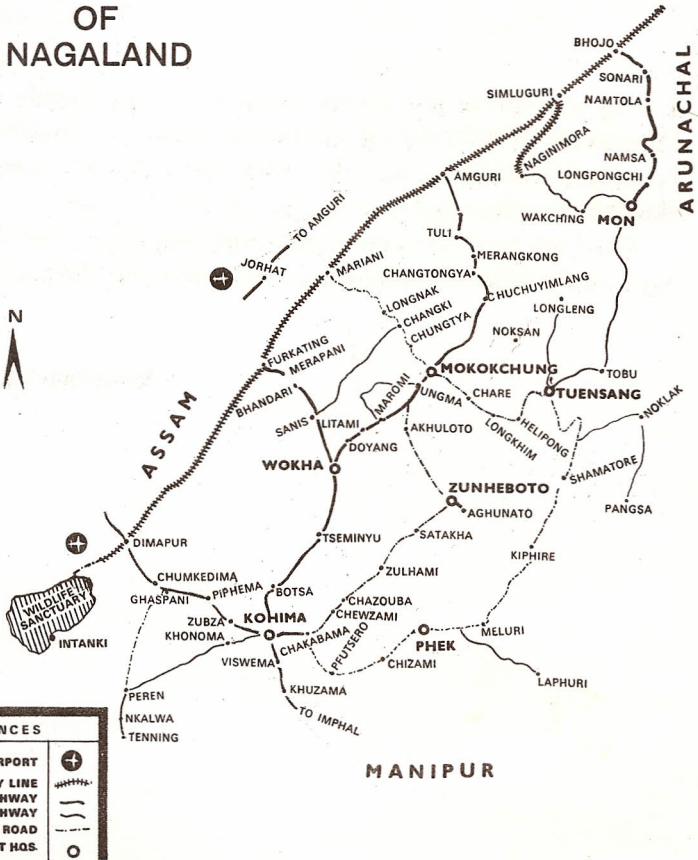 OF
NAGALAND
BHOJO
SONARI
SIMLUGURI
NAMTOLA
ARUNACHAL
NAGINIMORA
NAMSA
LONGPONGCHI
AMGURI
WAKCHING
MON
TO AMGURI
TULI
JORHAT
MERANGKONG
MARIANI
CHANGTONGYA
CHUCHUYIMLANG
LONGNAK
LONGLENG
N
CHANGKI
CHUNGTYA
NOKSAN
FURKATING
MERAPANI
MOKOKCHUNG
TOBU
BHANDARI
MAROMI
UNGMA
CHARE
TUENSANG
NOKLAK
ASSAM
SANIS
LITAMI
AKHULOTO
LONGKHIM
HELIPONG
DOYANG
WOKHA
SHAMATORE
ZUNHEBOTO
AGHUNATO
PANGSA
DIMAPUR
TSEMINYU
SATAKHA
KIPHIRE
CHUMKEDIMA
ZULHAMI
GHASPANI
PiPHEMA
BOTSA
WILDLIFE
SANCTUARY
CHAZOUBA
ZUBZA
KOHIMA
CHEWZAMI
INTANKI
KHONOMA
CHAKABAMA
PFUTSERO
PHEK
MELURI
VISWEMA
CHIZAMI
LAPHURI
PEREN
KHUZAMA
NKALWA
TO IMPHAL
TENNING
NCES
RPORT
Y LINE
HWAY
HWAY
ROAD
T HQS.
MANIPUR